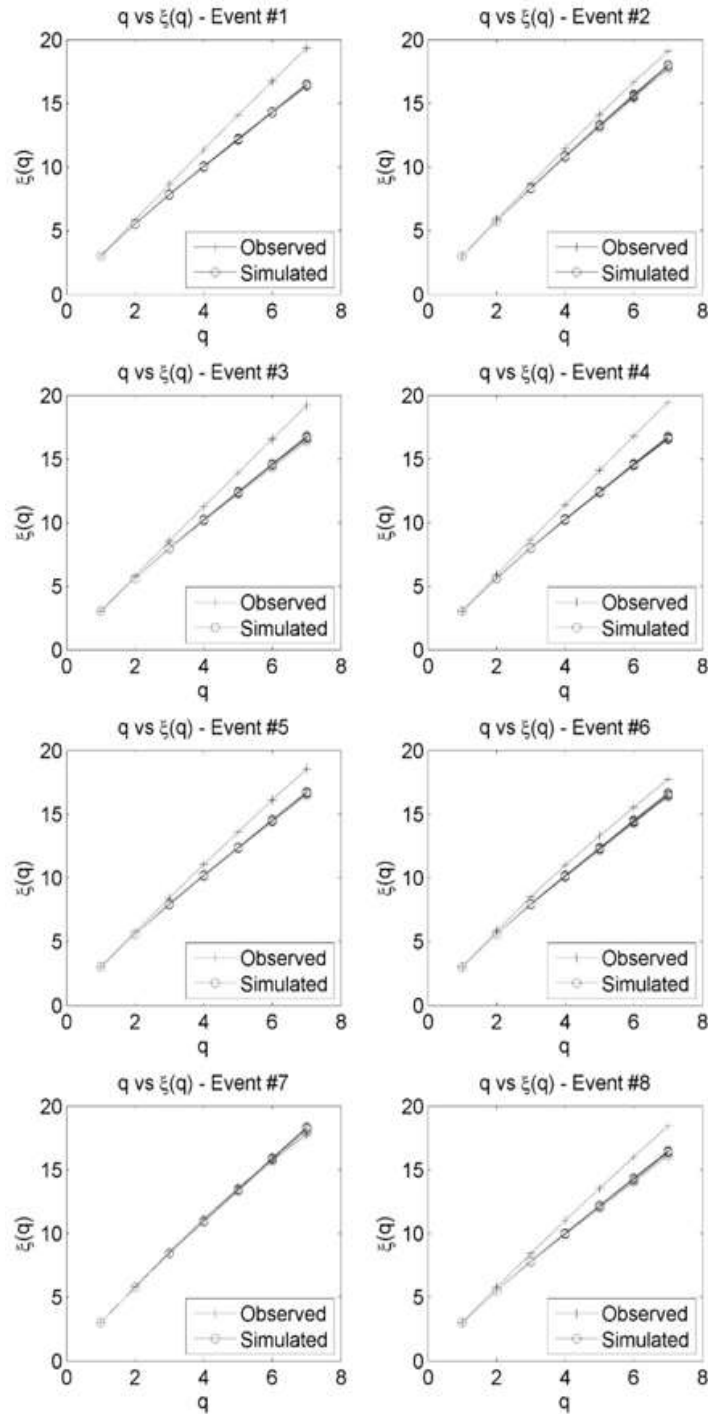 q vs ξ(q) - Event #1
20
15
10
5
0
ξ(q)
Observed
Simulated
0 2 4 6 8
q
q vs ξ(q) - Event #2
20
15
10
5
0
ξ(q)
Observed
Simulated
0 2 4 6 8
q
q vs ξ(q) - Event #3
20
15
10
5
0
ξ(q)
Observed
Simulated
0 2 4 6 8
q
q vs ξ(q) - Event #4
20
15
10
5
0
ξ(q)
Observed
Simulated
0 2 4 6 8
q
q vs ξ(q) - Event #5
20
15
10
5
0
ξ(q)
Observed
Simulated
0 2 4 6 8
q
q vs ξ(q) - Event #6
20
15
10
5
0
ξ(q)
Observed
Simulated
0 2 4 6 8
q
q vs ξ(q) - Event #7
20
15
10
5
0
ξ(q)
Observed
Simulated
0 2 4 6 8
q
q vs ξ(q) - Event #8
20
15
10
5
0
ξ(q)
Observed
Simulated
0 2 4 6 8
q